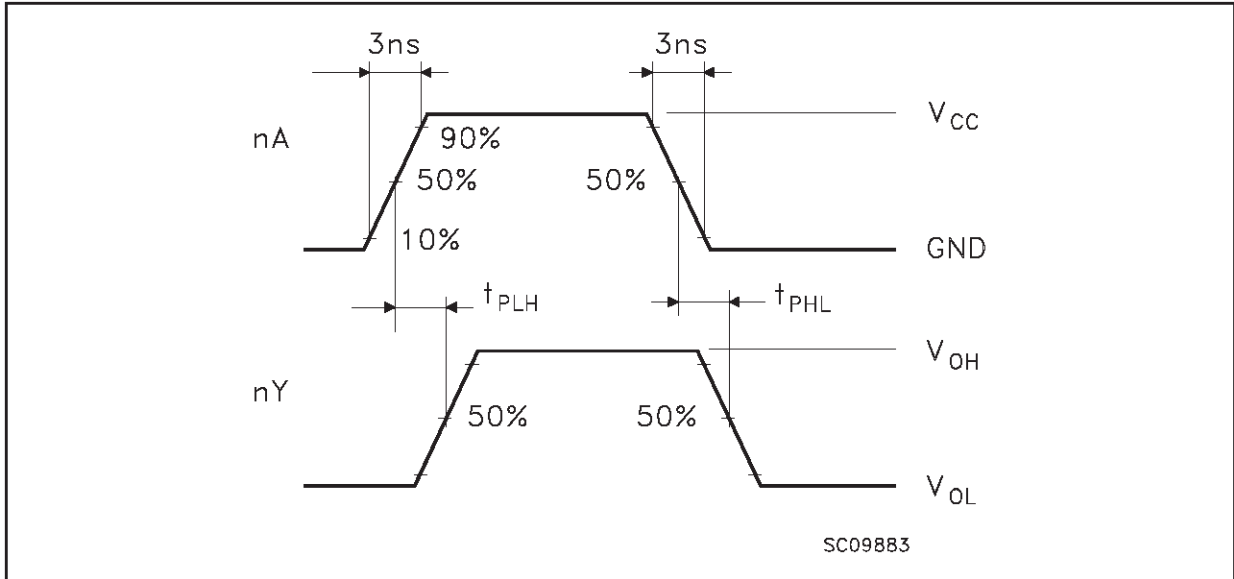 3ns 3ns
V_CC
nA 90%
50% 50%
10%
GND
t_PLH t_PHL
V_OH
nY
50% 50%
V_OL
SC09883